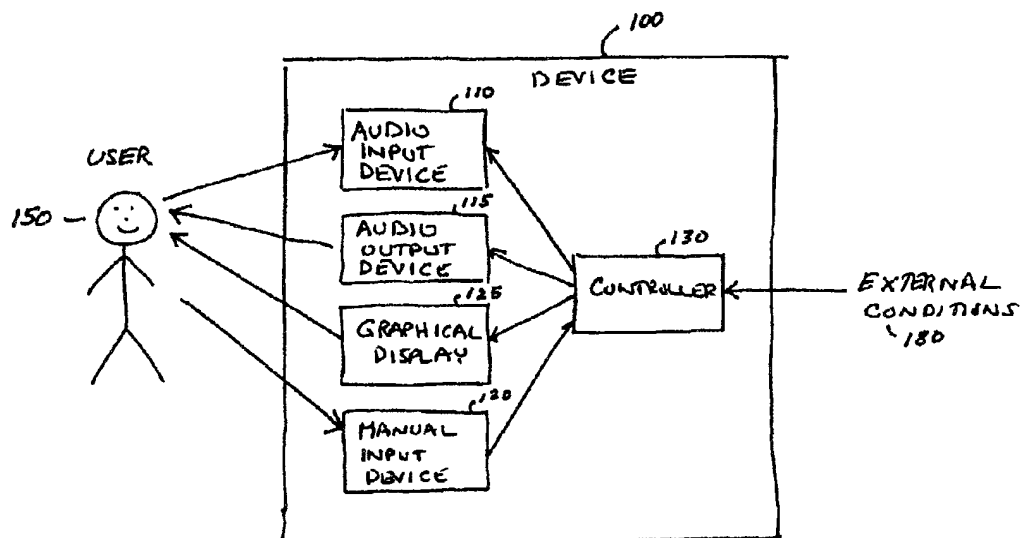 100
DEVICE
110
AUDIO
INPUT
DEVICE
USER
150
115
AUDIO
OUTPUT
DEVICE
130
CONTROLLER
EXTERNAL
CONDITIONS
180
125
GRAPHICAL
DISPLAY
120
MANUAL
INPUT
DEVICE